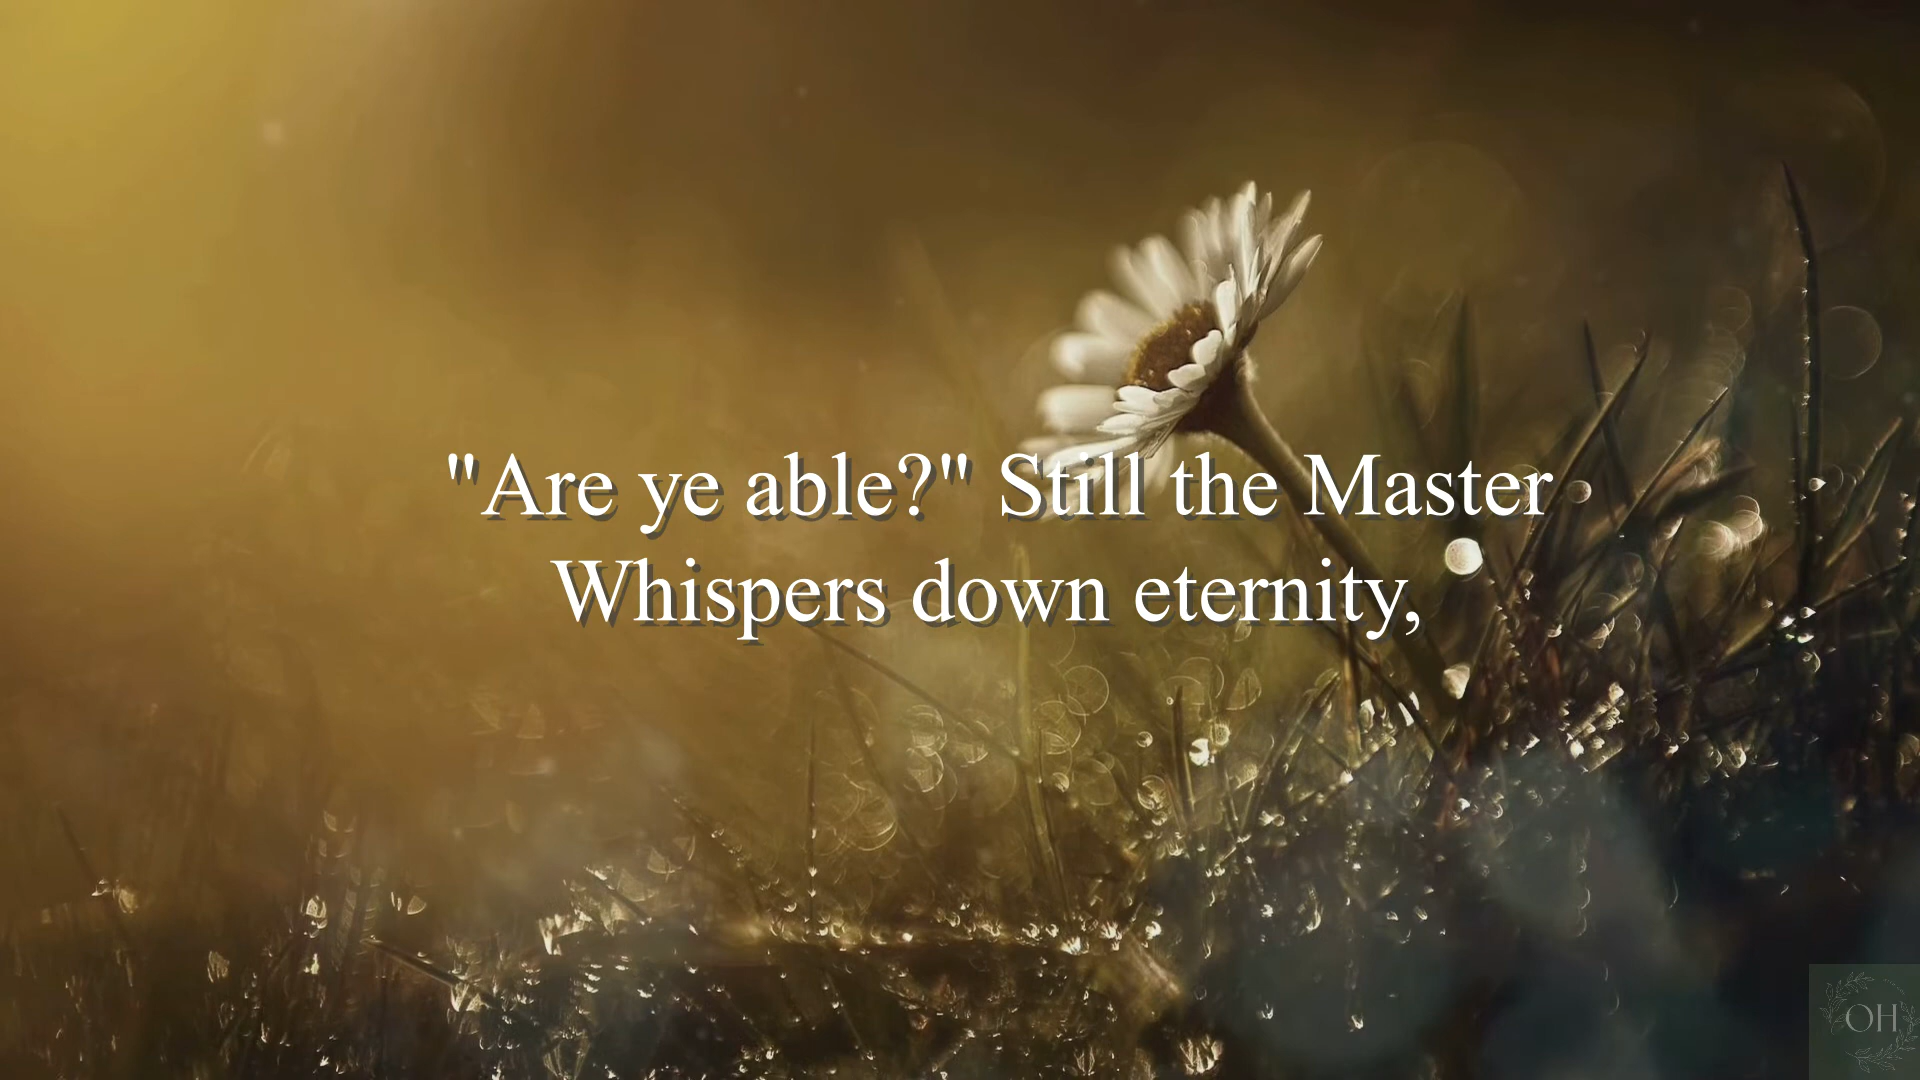 "Are ye able?" Still the Master
Whispers down eternity,
OH